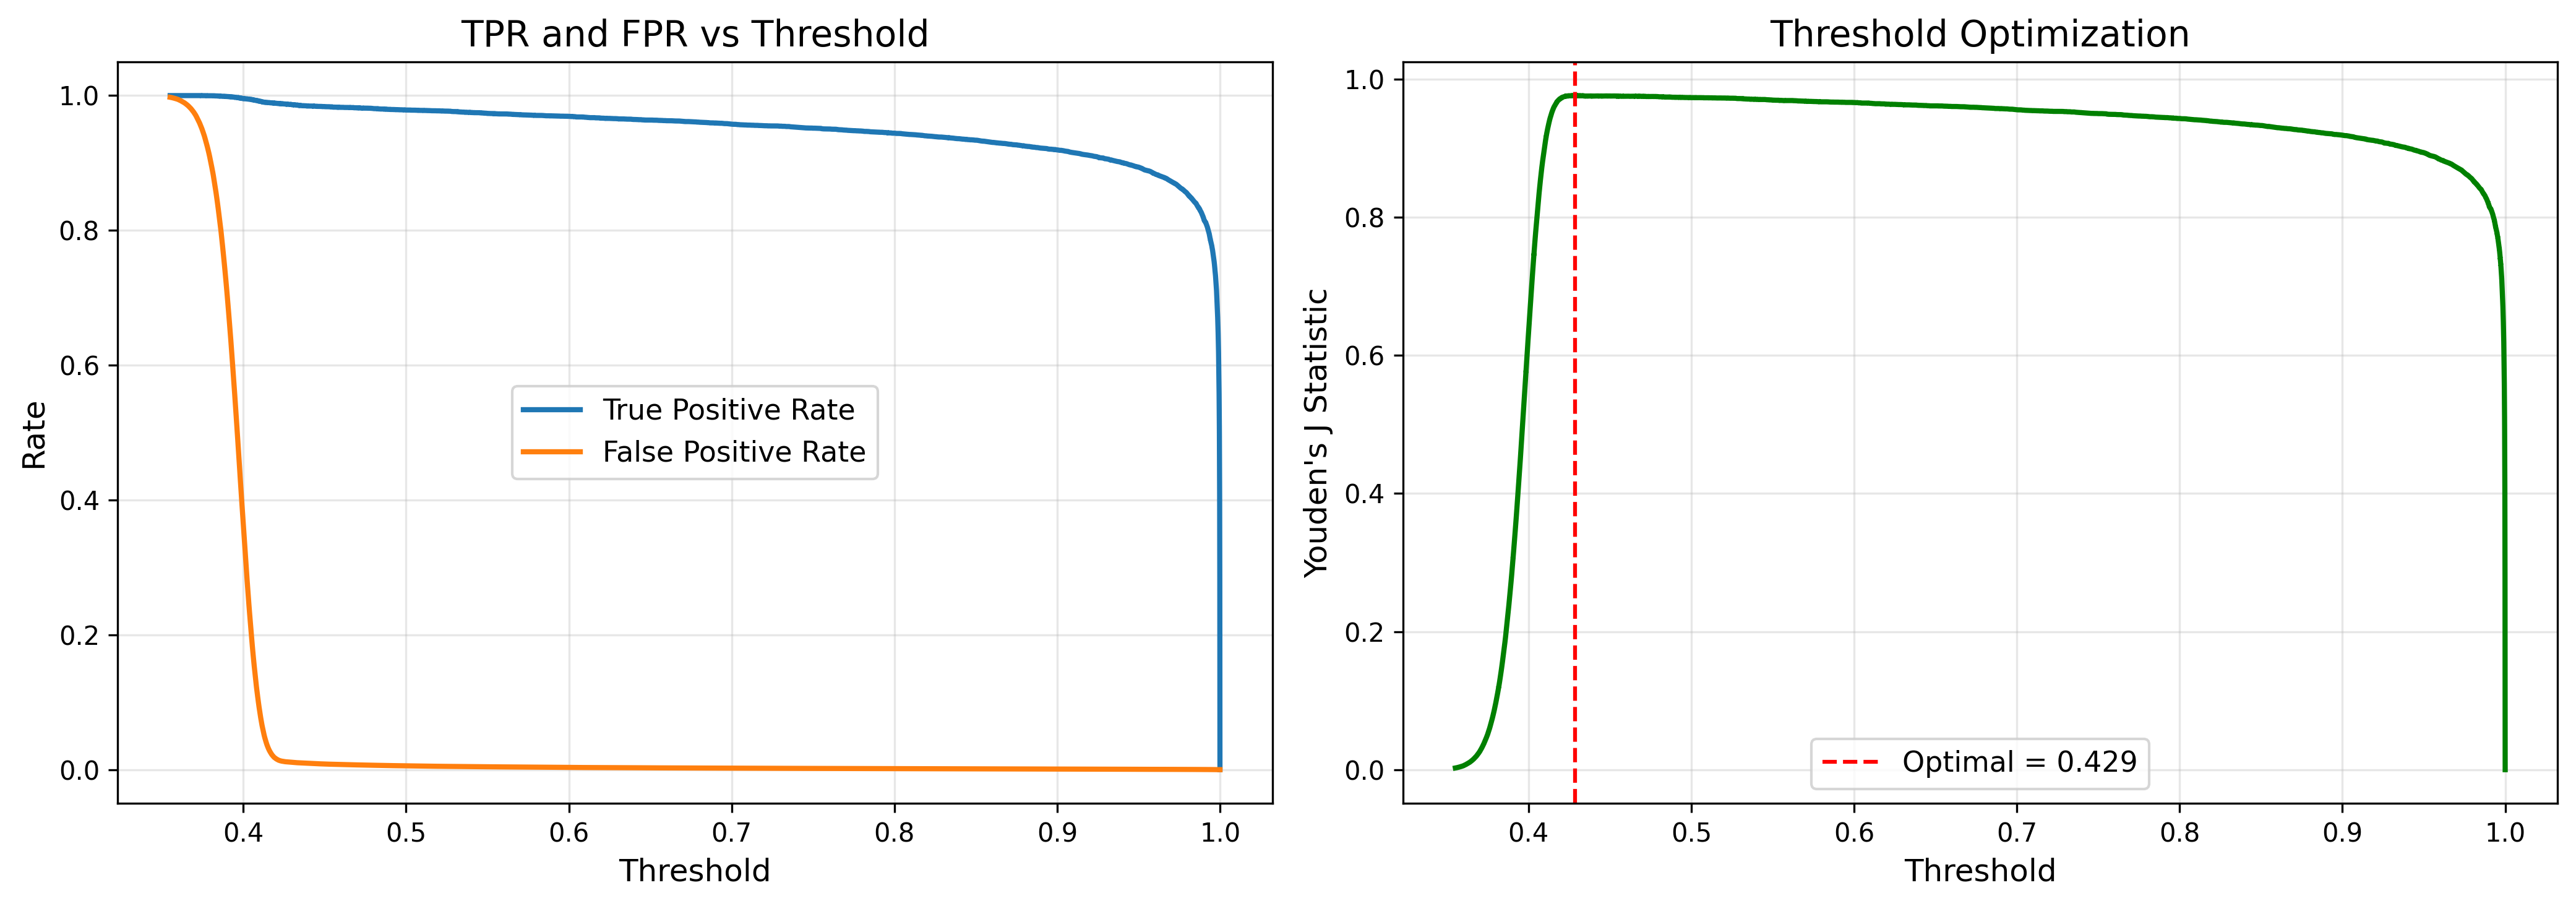 TPR and FPR vs Threshold
Rate
1.0
0.8
0.6
0.4
0.2
0.0
True Positive Rate
False Positive Rate
0.4 0.5 0.6 0.7 0.8 0.9 1.0
Threshold
Threshold Optimization
Youden's J Statistic
1.0
0.8
0.6
0.4
0.2
0.0
Optimal = 0.429
0.4 0.5 0.6 0.7 0.8 0.9 1.0
Threshold